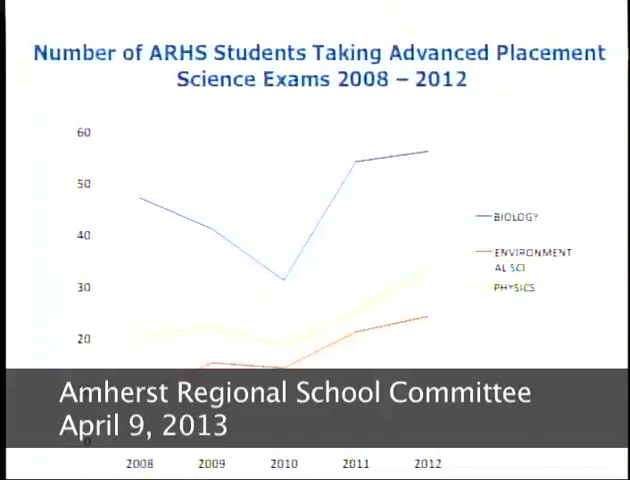 Number of ARHS Students Taking Advanced Placement
Science Exams 2008 – 2012
60
50
40
30
20
BIOLOGY
ENVIRONMENT
AL SCI
PHYSICS
Amherst Regional School Committee
April 9, 2013
0
2008 2009 2010 2011 2012